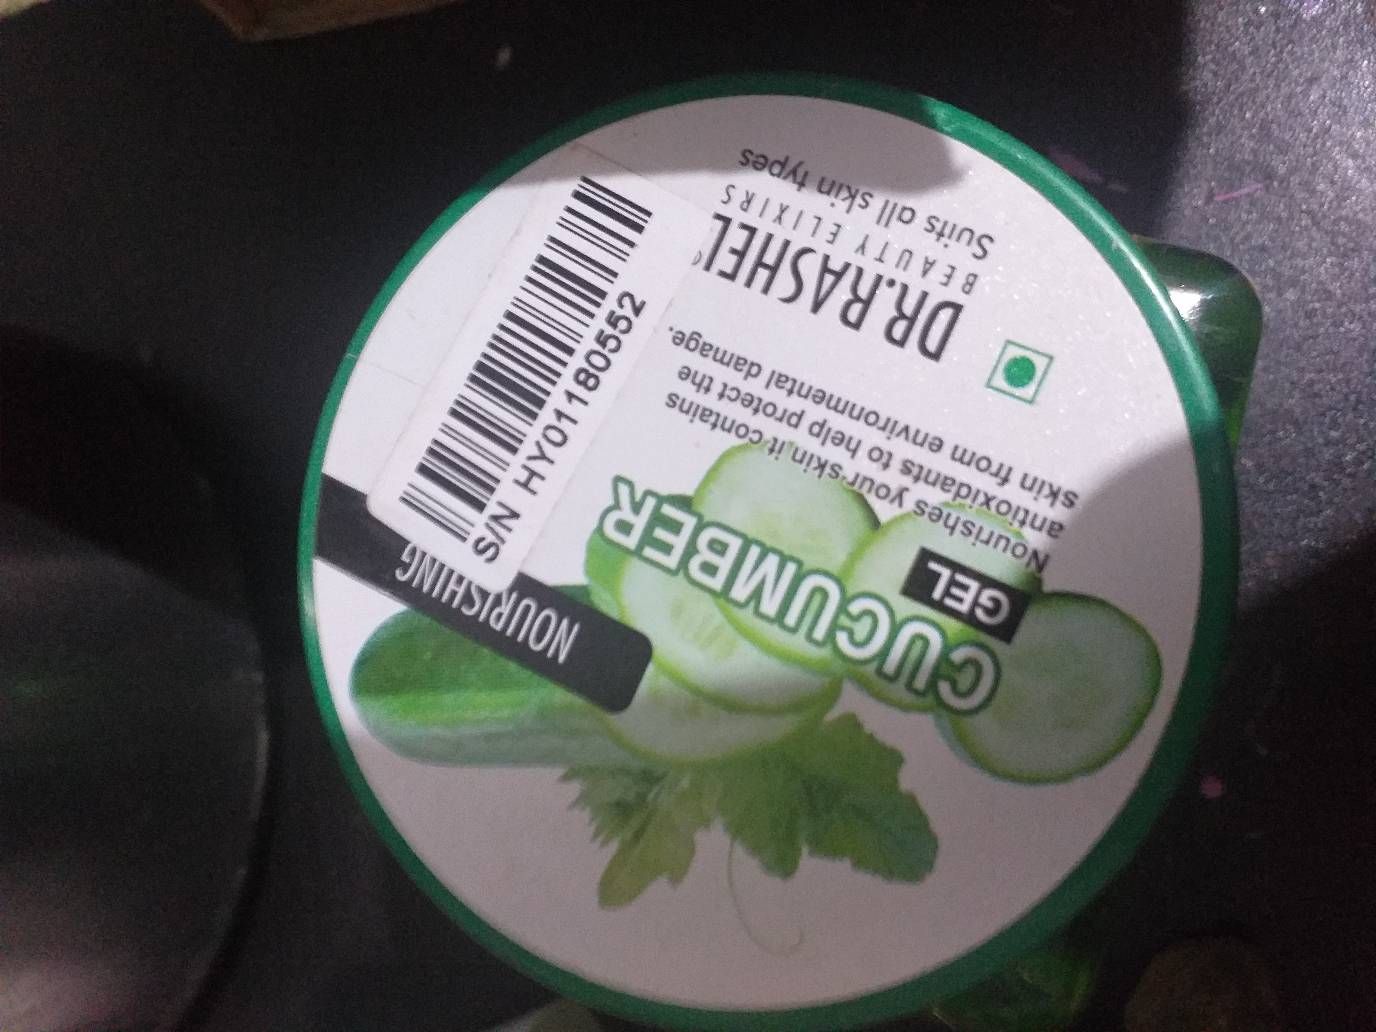 DR.RASHEL
BEAUTY ELIXIRS
Suits all skin types
CUCUMBER
GEL
Nourishes your skin it contains
antioxidants to help protect the
skin from environmental damage.
NOURISHING
S/N HY01180552